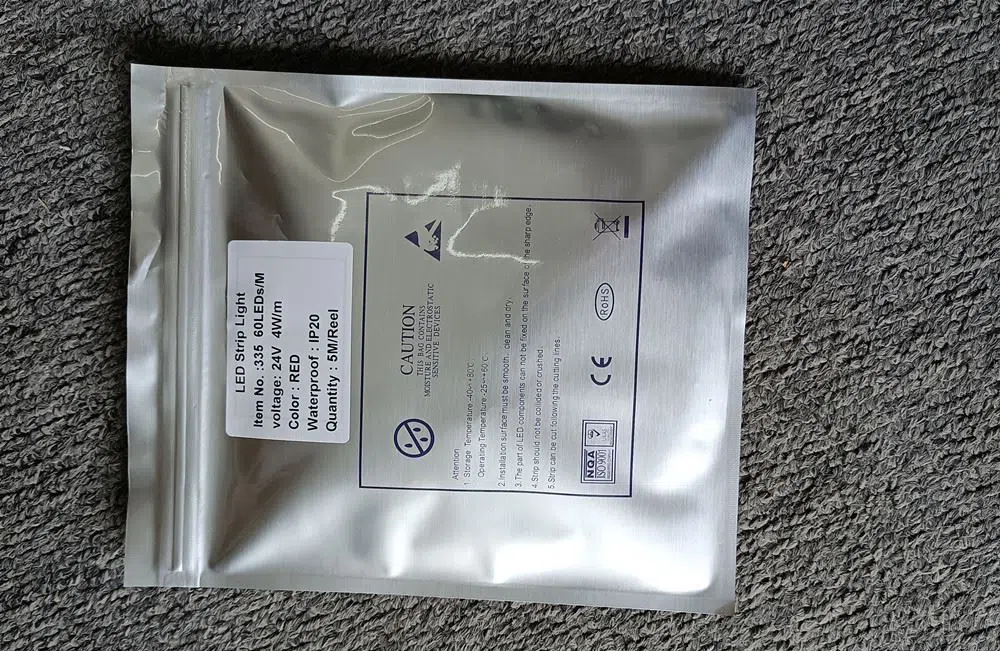 LED Strip Light
Item No. :335 60LEDs/M
voltage: 24V 4W/m
Color : RED
Waterproof : IP20
Quantity : 5M/Reel
CAUTION
THIS BAG CONTAINS
MOISTURE AND ELECTROSTATIC
SENSITIVE DEVICES
Attention
1. Storage Temperature:-40~+80℃
Operating Temperature:-25~+60℃
2.Installation surface must be smooth, clean and dry.
3. The part of LED components can not be fixed on the surface of the sharp edge.
4.Strip should not be collided or crushed.
5.Strip can be cut following the cutting lines.
NQA
ISO 9001
CE
RoHS